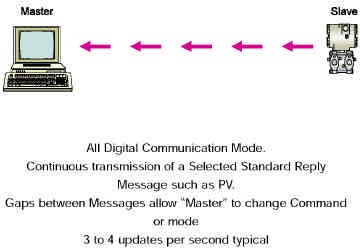 Master
Slave
All Digital Communication Mode.
Continuous transmission of a Selected Standard Reply
Message such as PV.
Gaps between Messages allow "Master" to change Command
or mode
3 to 4 updates per second typical